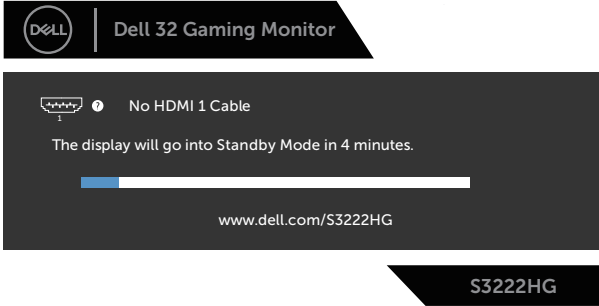 DELL
Dell 32 Gaming Monitor
1
? No HDMI 1 Cable
The display will go into Standby Mode in 4 minutes.
www.dell.com/S3222HG
S3222HG